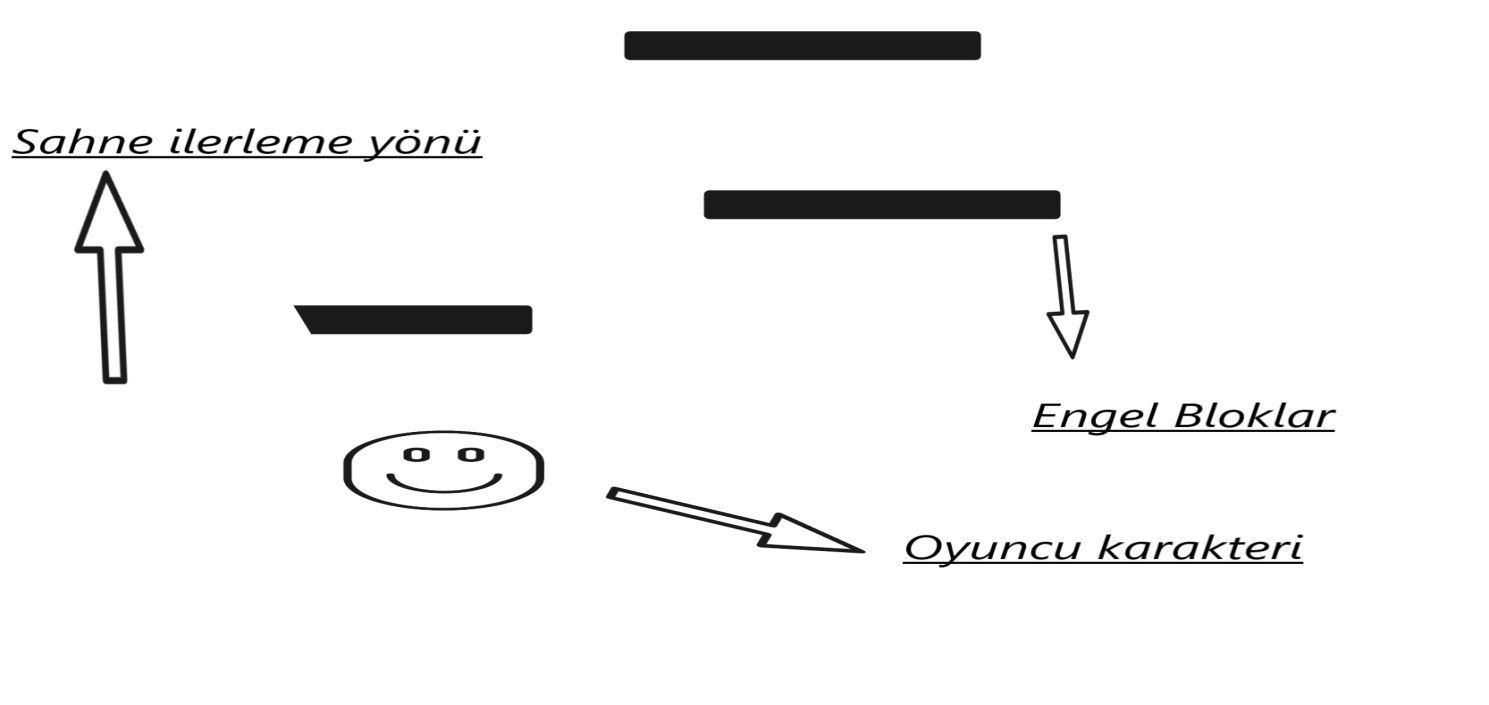 Sahne ilerleme yönü
Engel Bloklar
Oyuncu karakteri